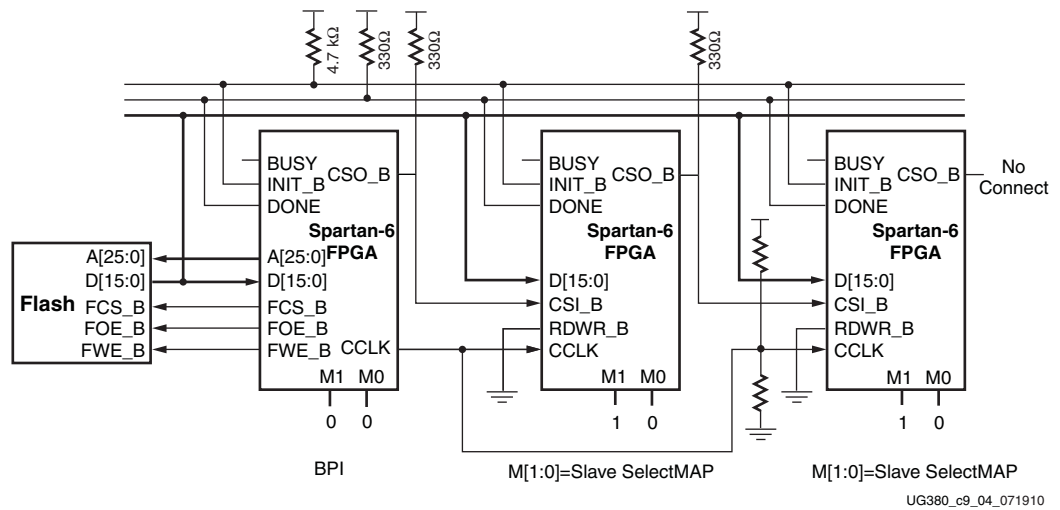 4.7 kΩ
330Ω
330Ω
330Ω
BUSY
INIT_B
DONE
CSO_B
Spartan-6
FPGA
A[25:0]
D[15:0]
FCS_B
FOE_B
FWE_B
CCLK
M1 M0
0 0
BPI
Flash
A[25:0]
D[15:0]
FCS_B
FOE_B
FWE_B
BUSY
INIT_B
DONE
CSO_B
Spartan-6
FPGA
D[15:0]
CSI_B
RDWR_B
CCLK
M1 M0
1 0
M[1:0]=Slave SelectMAP
BUSY
INIT_B
DONE
CSO_B
No
Connect
Spartan-6
FPGA
D[15:0]
CSI_B
RDWR_B
CCLK
M1 M0
1 0
M[1:0]=Slave SelectMAP
UG380_c9_04_071910